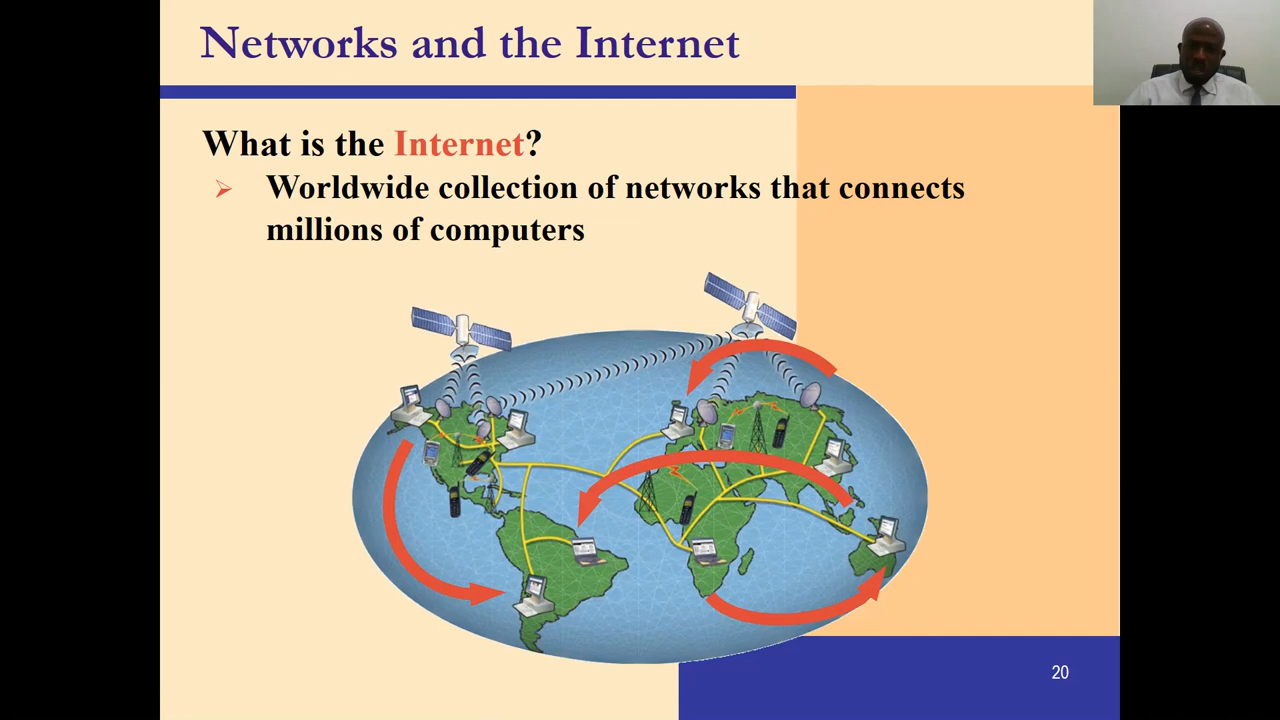 Networks and the Internet
What is the Internet?
Worldwide collection of networks that connects
millions of computers
20